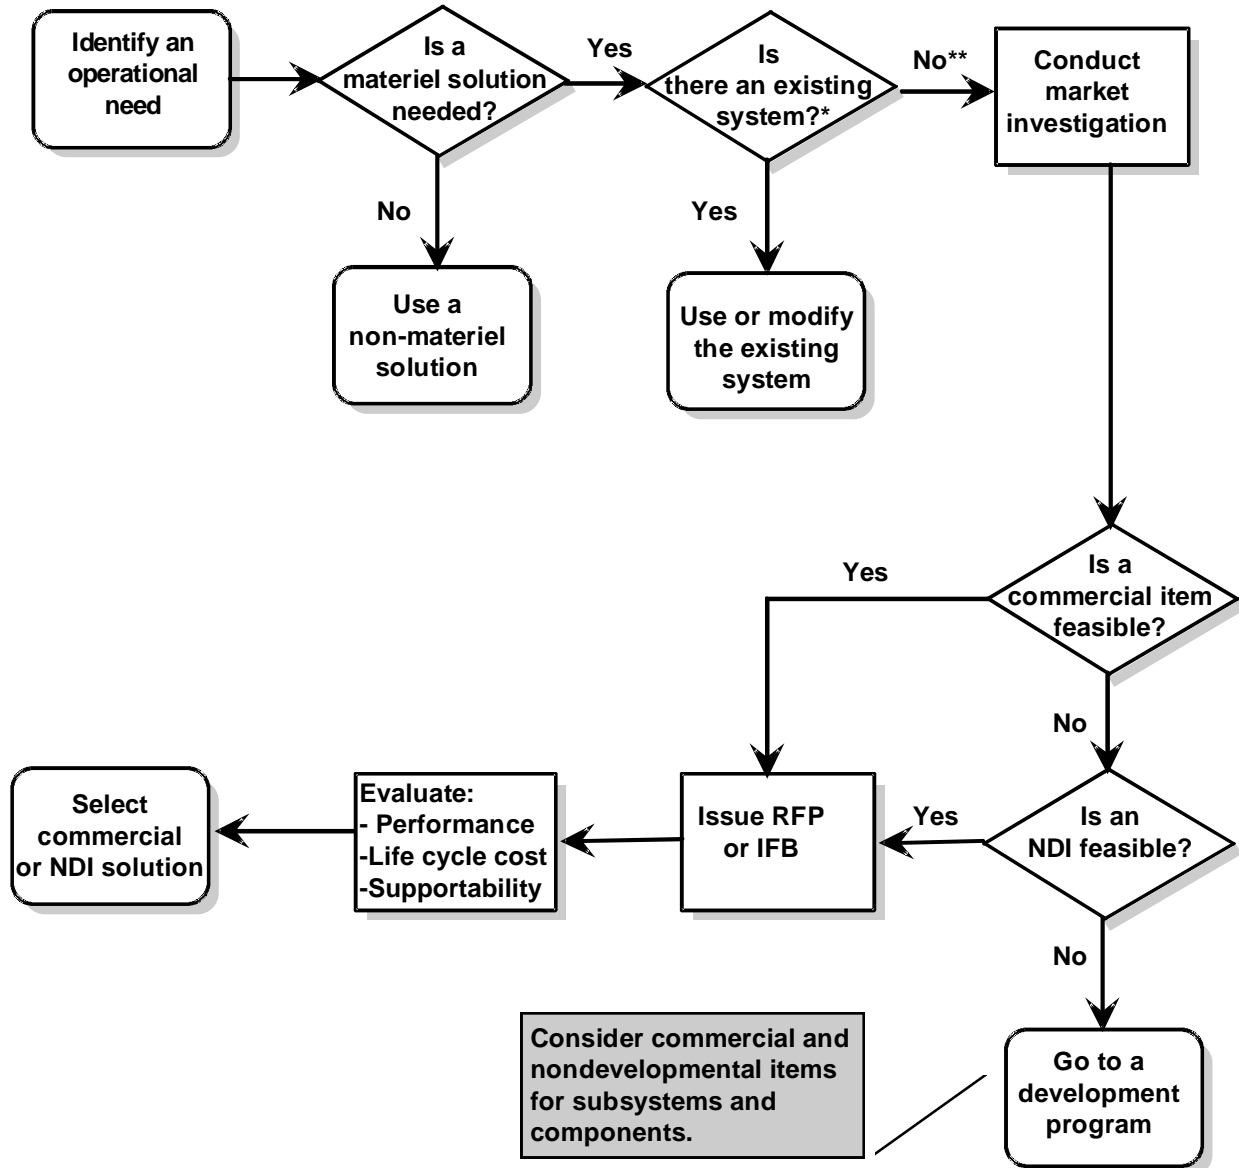 Identify an
operational
need
Is a
materiel solution
needed?
Yes
Is
there an existing
system?*
No**
Conduct
market
investigation
No
Yes
Use a
non-materiel
solution
Use or modify
the existing
system
Yes
Is a
commercial item
feasible?
No
Select
commercial
or NDI solution
Evaluate:
- Performance
-Life cycle cost
-Supportability
Issue RFP
or IFB
Yes
Is an
NDI feasible?
No
Consider commercial and
nondevelopmental items
for subsystems and
components.
Go to a
development
program